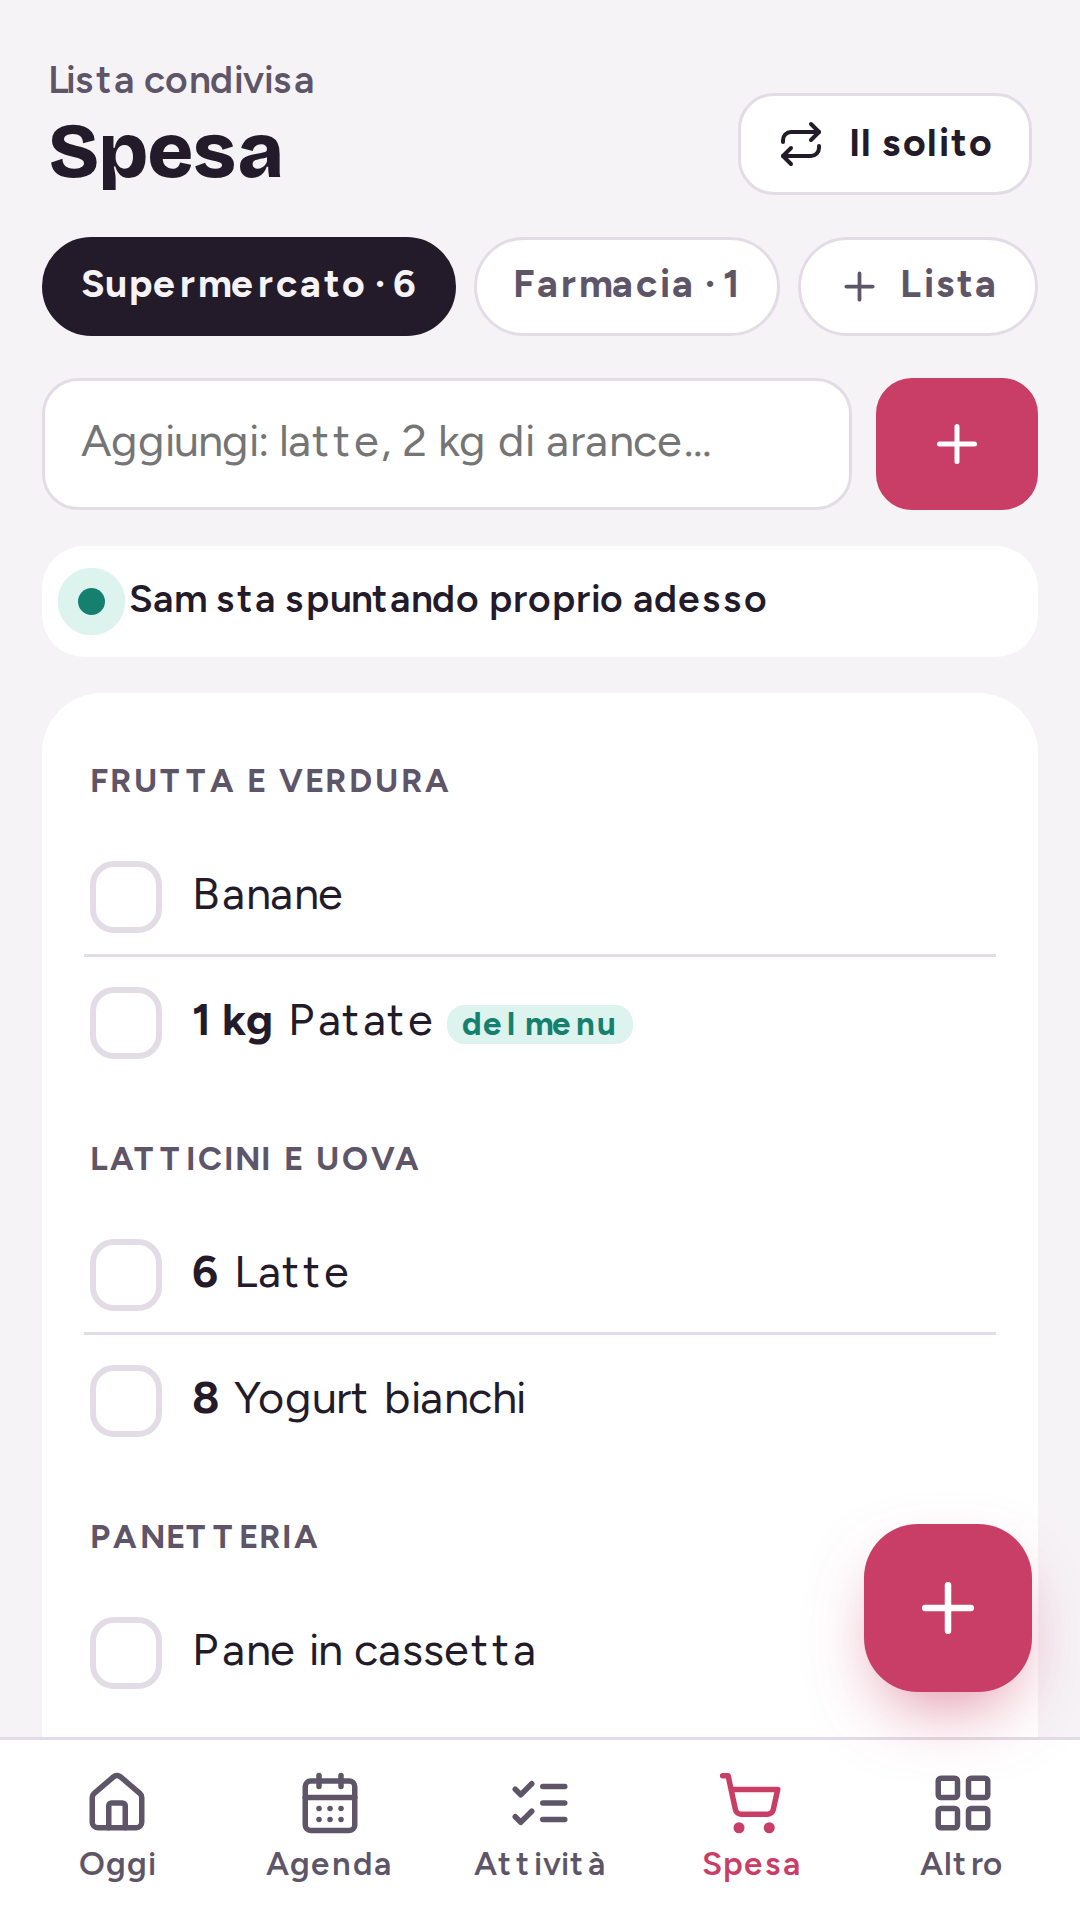 Lista condivisa
Spesa
Il solito
Supermercato · 6
Farmacia · 1
Lista
Aggiungi: latte, 2 kg di arance...
Sam sta spuntando proprio adesso
FRUTTA E VERDURA
Banane
1 kg Patate del menu
LATTICINI E UOVA
6 Latte
8 Yogurt bianchi
PANETTERIA
Pane in cassetta
Oggi
Agenda
Attività
Spesa
Altro